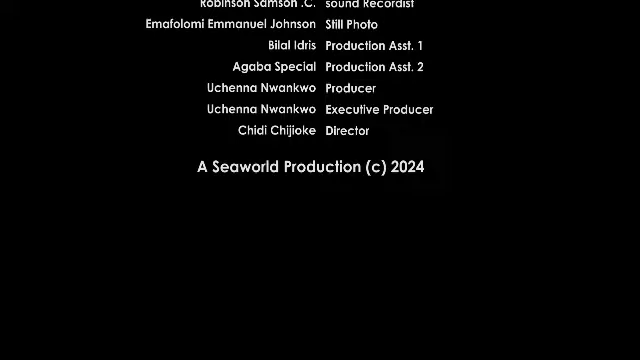 Robinson Samson .C. sound Recordist
Emafolomi Emmanuel Johnson Still Photo
Bilal Idris Production Asst. 1
Agaba Special Production Asst. 2
Uchenna Nwankwo Producer
Uchenna Nwankwo Executive Producer
Chidi Chijioke Director
A Seaworld Production (c) 2024